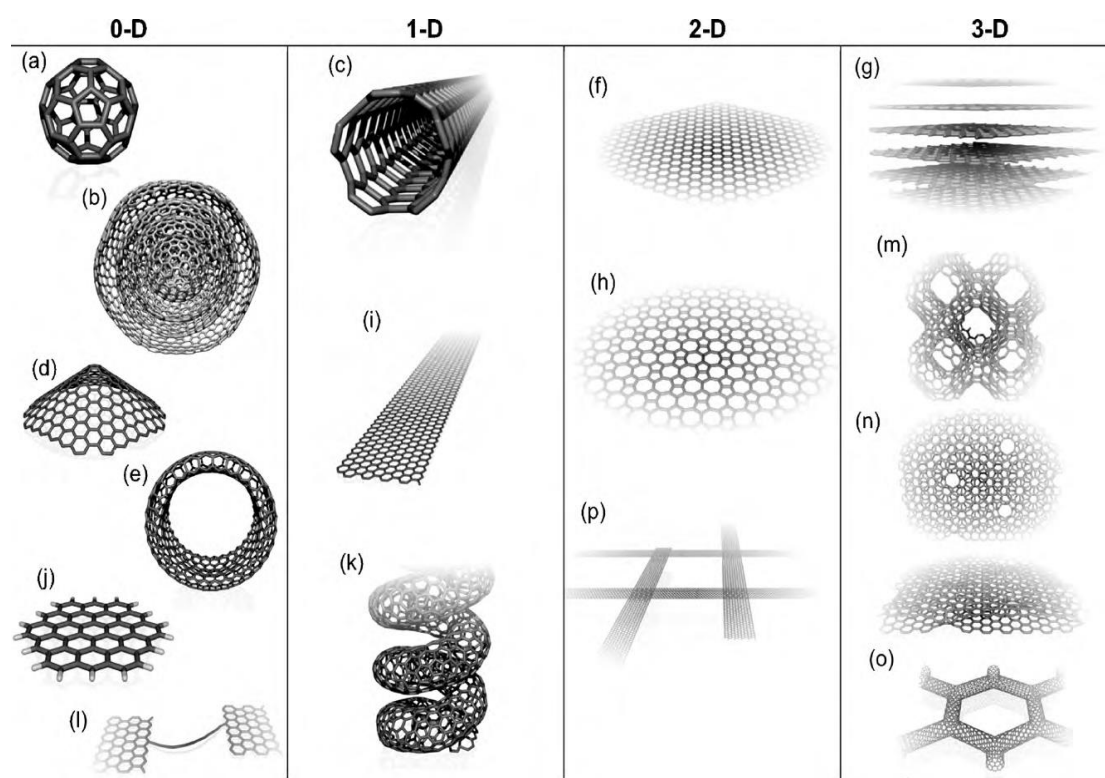 0-D 1-D 2-D 3-D
(a)
(b)
(d)
(e)
(j)
(l)
(c)
(i)
(k)
(f)
(h)
(p)
(g)
(m)
(n)
(o)